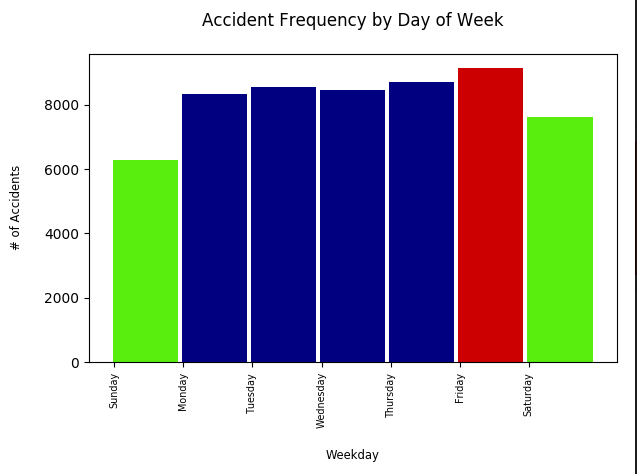 Accident Frequency by Day of Week
# of Accidents
8000
6000
4000
2000
0
Sunday
Monday
Tuesday
Wednesday
Thursday
Friday
Saturday
Weekday